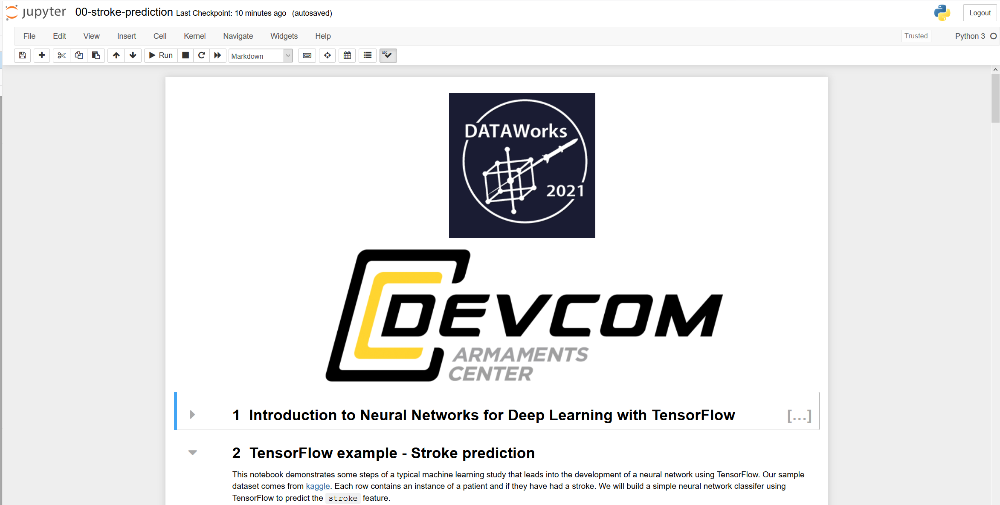 jupyter 00-stroke-prediction Last Checkpoint: 10 minutes ago (autosaved)
Logout
File Edit View Insert Cell Kernel Navigate Widgets Help
Trusted
Python 3
Run
Markdown
abc
DATAWorks
2021
DEVCOM
ARMAMENTS
CENTER
1 Introduction to Neural Networks for Deep Learning with TensorFlow [...]
2 TensorFlow example - Stroke prediction
This notebook demonstrates some steps of a typical machine learning study that leads into the development of a neural network using TensorFlow. Our sample
dataset comes from kaggle. Each row contains an instance of a patient and if they have had a stroke. We will build a simple neural network classifer using
TensorFlow to predict the stroke feature.